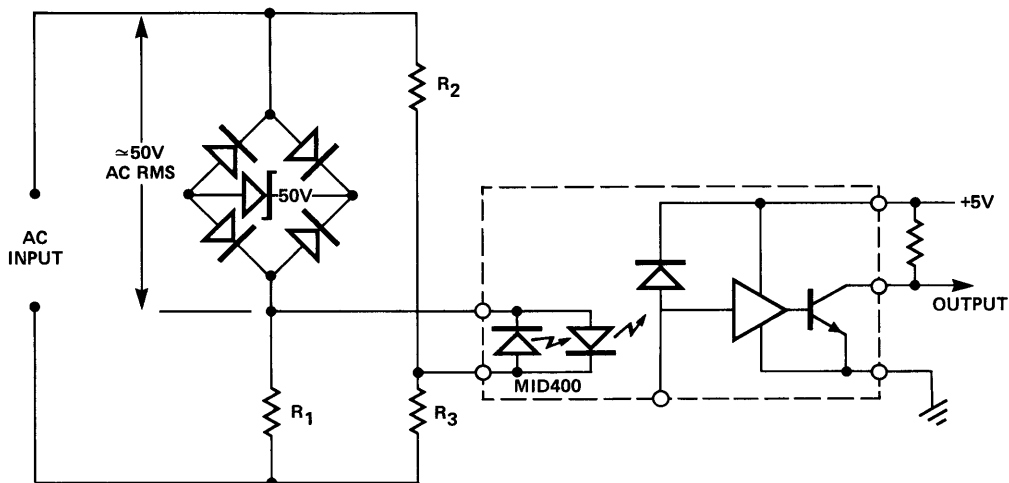 R2
≃50V
AC RMS
50V
+5V
AC
INPUT
OUTPUT
MID400
R1
R3